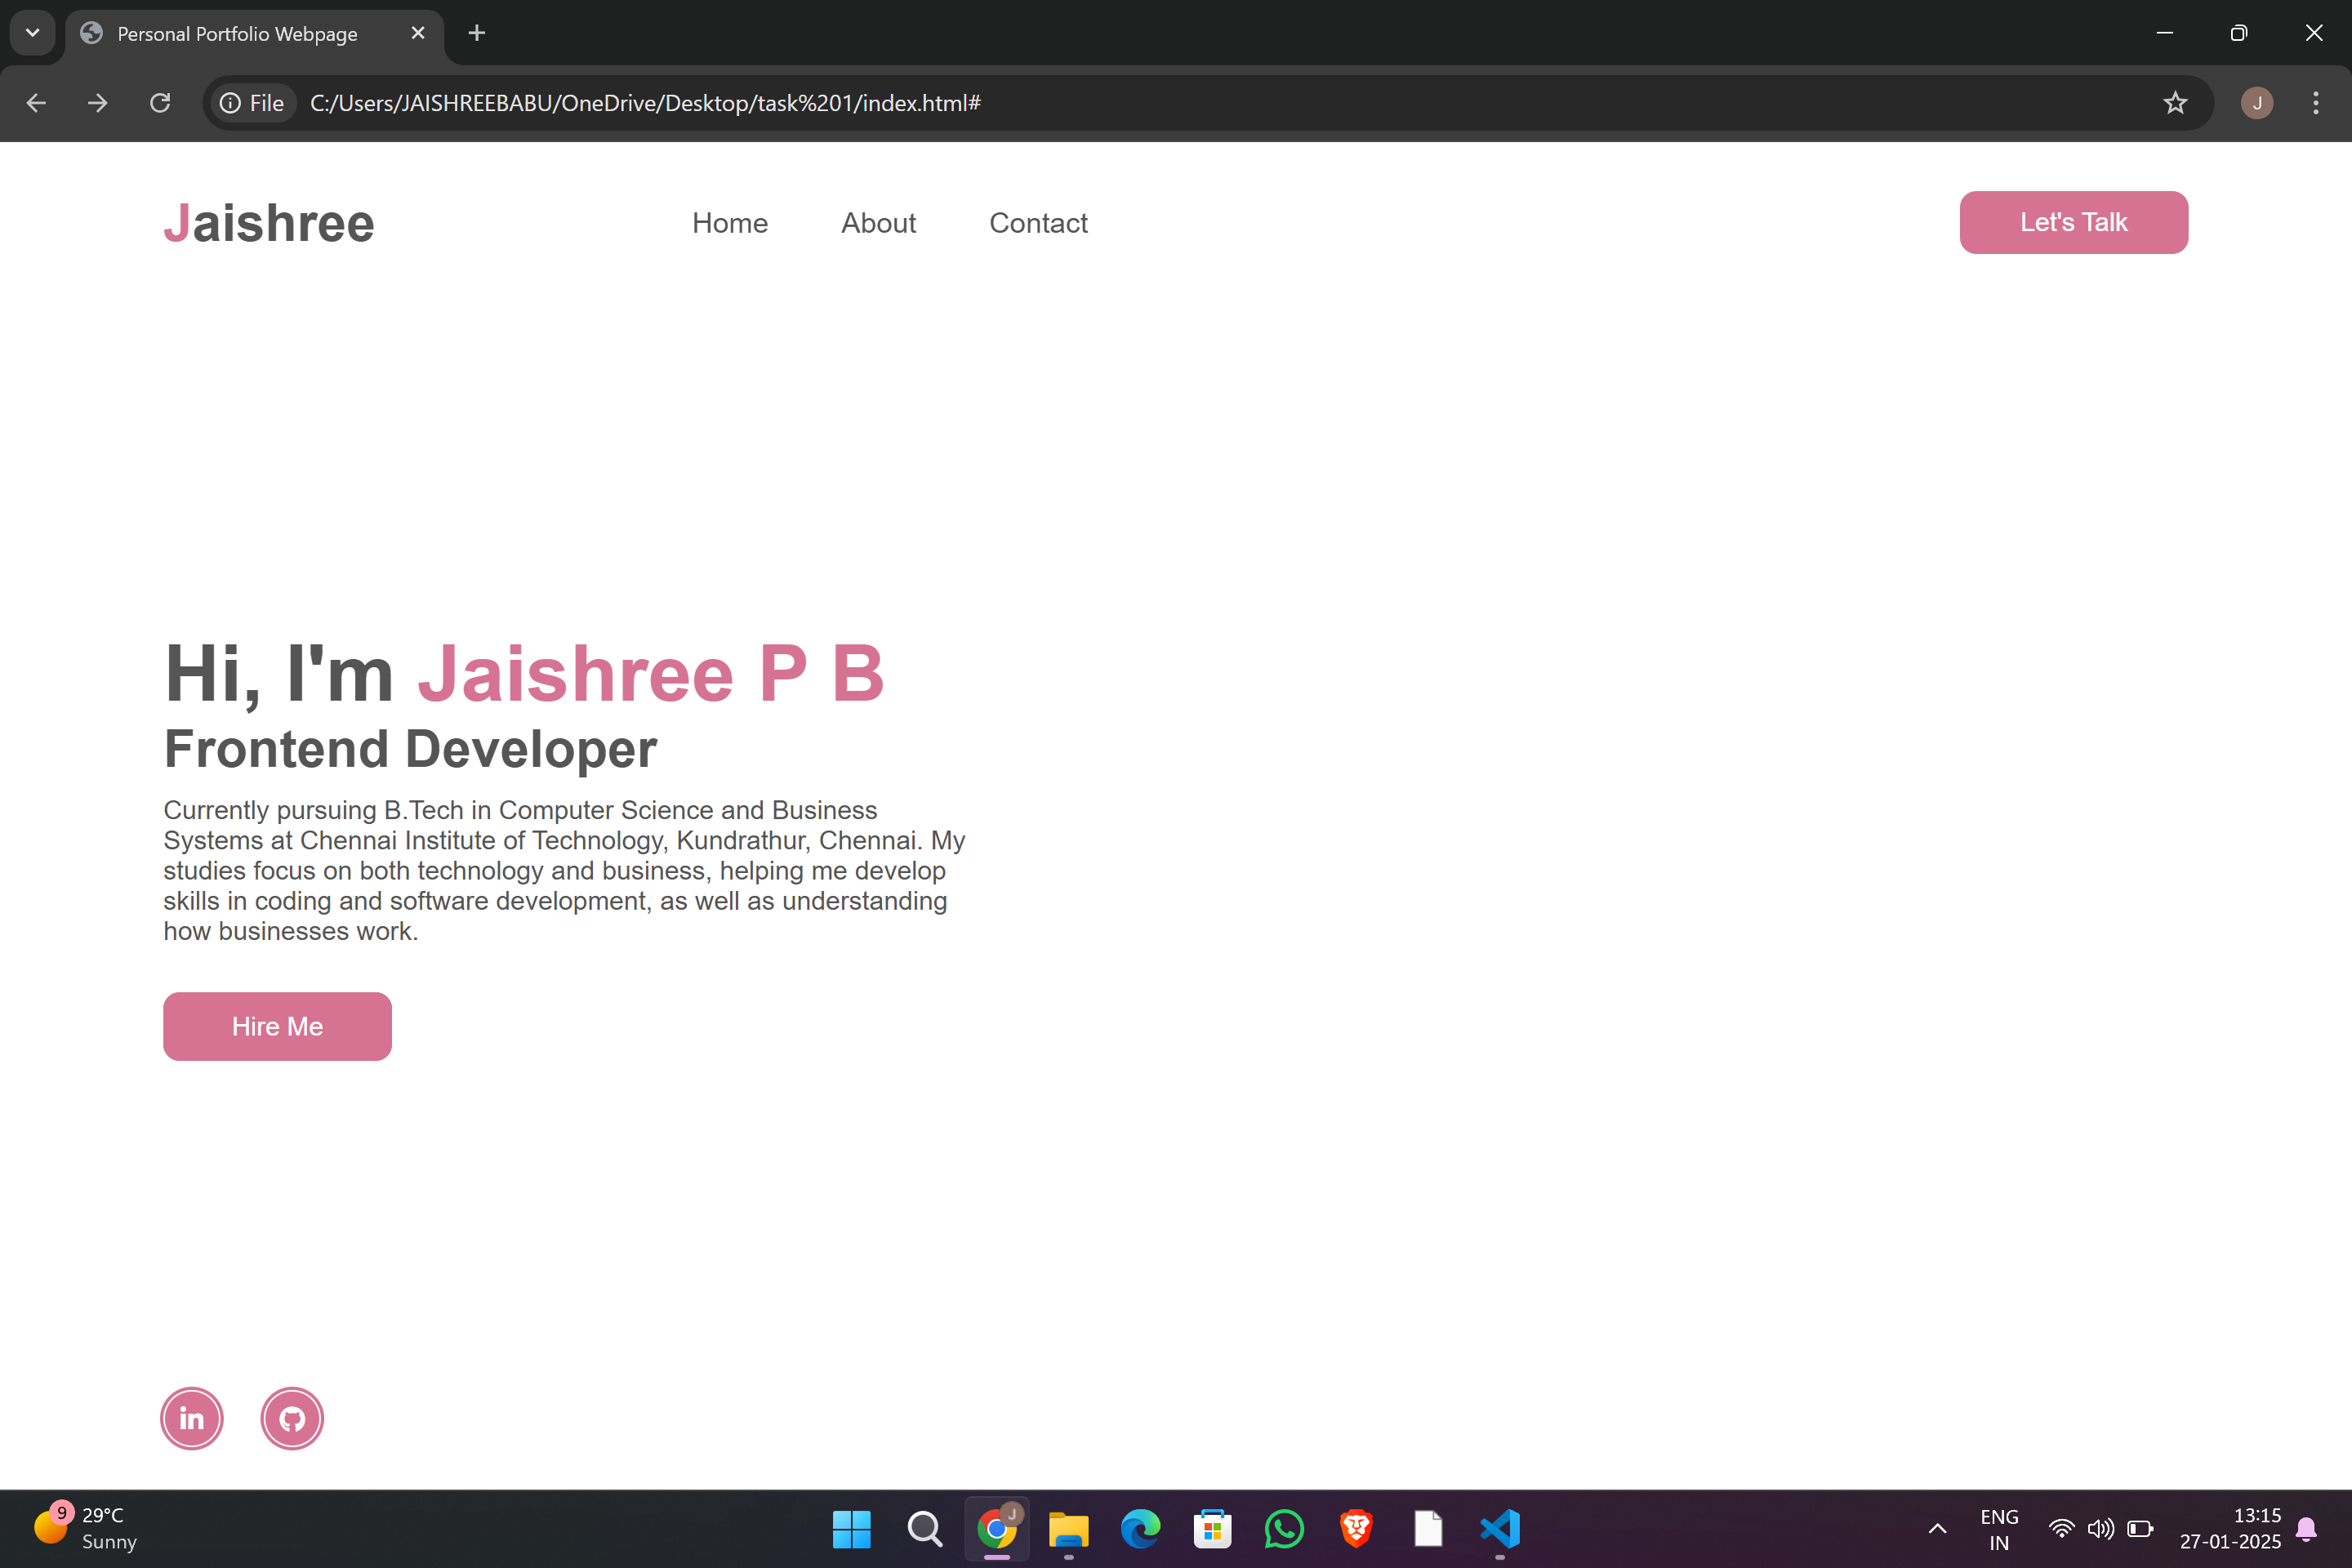 Personal Portfolio Webpage
File C:/Users/JAISHREEBABU/OneDrive/Desktop/task%201/index.html#
J
Jaishree
Home About Contact
Let's Talk
Hi, I'm Jaishree P B
Frontend Developer
Currently pursuing B.Tech in Computer Science and Business
Systems at Chennai Institute of Technology, Kundrathur, Chennai. My
studies focus on both technology and business, helping me develop
skills in coding and software development, as well as understanding
how businesses work.
Hire Me
in
9
29°C
Sunny
J
ENG
IN
13:15
27-01-2025